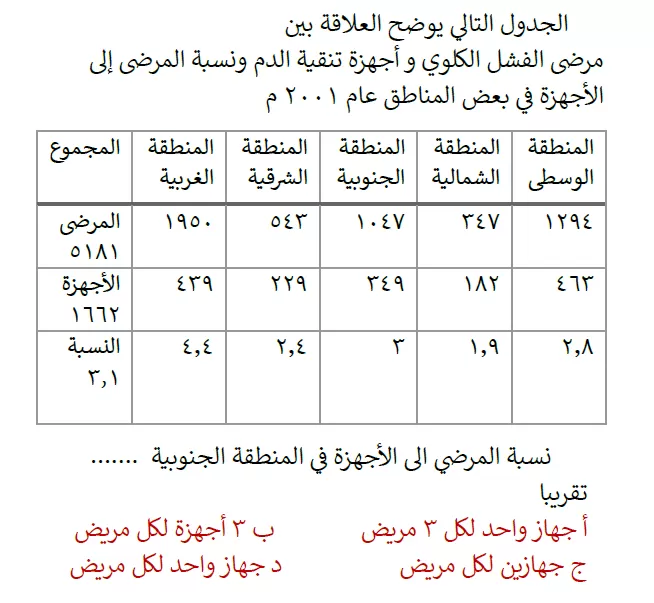 الجدول التالي يوضح العلاقة بين
مرضى الفشل الكلوي و أجهزة تنقية الدم ونسبة المرضى إلى
الأجهزة في بعض المناطق عام ٢٠٠١ م
المنطقة الوسطى المنطقة الشمالية المنطقة الجنوبية المنطقة الشرقية المنطقة الغربية المجموع
١٢٩٤ ٣٤٧ ١٠٤٧ ٥٤٣ ١٩٥٠ المرضى ٥١٨١
٤٦٣ ١٨٢ ٣٤٩ ٢٢٩ ٤٣٩ الأجهزة ١٦٦٢
٢,٨ ١,٩ ٣ ٢,٤ ٤,٤ النسبة ٣,١
نسبة المرضي الى الأجهزة في المنطقة الجنوبية .......
تقريبا
أ جهاز واحد لكل ٣ مريض ب ٣ أجهزة لكل مريض
ج جهازين لكل مريض د جهاز واحد لكل مريض